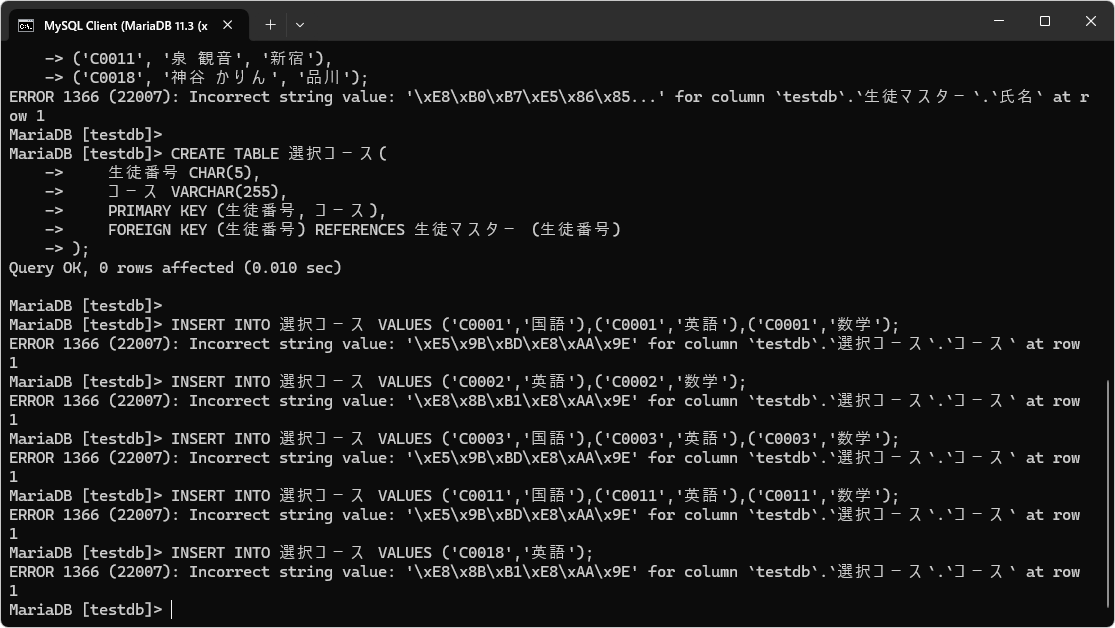 MySQL Client (MariaDB 11.3 (x
-> ('C0011', '泉 観音', '新宿'),
-> ('C0018', '神谷 かりん', '品川');
ERROR 1366 (22007): Incorrect string value: '\xE8\xB0\xB7\xE5\x86\x85...' for column `testdb`.`生徒マスター`.`氏名` at r
ow 1
MariaDB [testdb]>
MariaDB [testdb]> CREATE TABLE 選択コース(
->     生徒番号 CHAR(5),
->     コース VARCHAR(255),
->     PRIMARY KEY (生徒番号,コース),
->     FOREIGN KEY (生徒番号) REFERENCES 生徒マスター (生徒番号)
-> );
Query OK, 0 rows affected (0.010 sec)
MariaDB [testdb]>
MariaDB [testdb]> INSERT INTO 選択コース VALUES ('C0001','国語'),('C0001','英語'),('C0001','数学');
ERROR 1366 (22007): Incorrect string value: '\xE5\x9B\xBD\xE8\xAA\x9E' for column `testdb`.`選択コース`.`コース` at row
1
MariaDB [testdb]> INSERT INTO 選択コース VALUES ('C0002','英語'),('C0002','数学');
ERROR 1366 (22007): Incorrect string value: '\xE8\x8B\xB1\xE8\xAA\x9E' for column `testdb`.`選択コース`.`コース` at row
1
MariaDB [testdb]> INSERT INTO 選択コース VALUES ('C0003','国語'),('C0003','英語'),('C0003','数学');
ERROR 1366 (22007): Incorrect string value: '\xE5\x9B\xBD\xE8\xAA\x9E' for column `testdb`.`選択コース`.`コース` at row
1
MariaDB [testdb]> INSERT INTO 選択コース VALUES ('C0011','国語'),('C0011','英語'),('C0011','数学');
ERROR 1366 (22007): Incorrect string value: '\xE5\x9B\xBD\xE8\xAA\x9E' for column `testdb`.`選択コース`.`コース` at row
1
MariaDB [testdb]> INSERT INTO 選択コース VALUES ('C0018','英語');
ERROR 1366 (22007): Incorrect string value: '\xE8\x8B\xB1\xE8\xAA\x9E' for column `testdb`.`選択コース`.`コース` at row
1
MariaDB [testdb]>